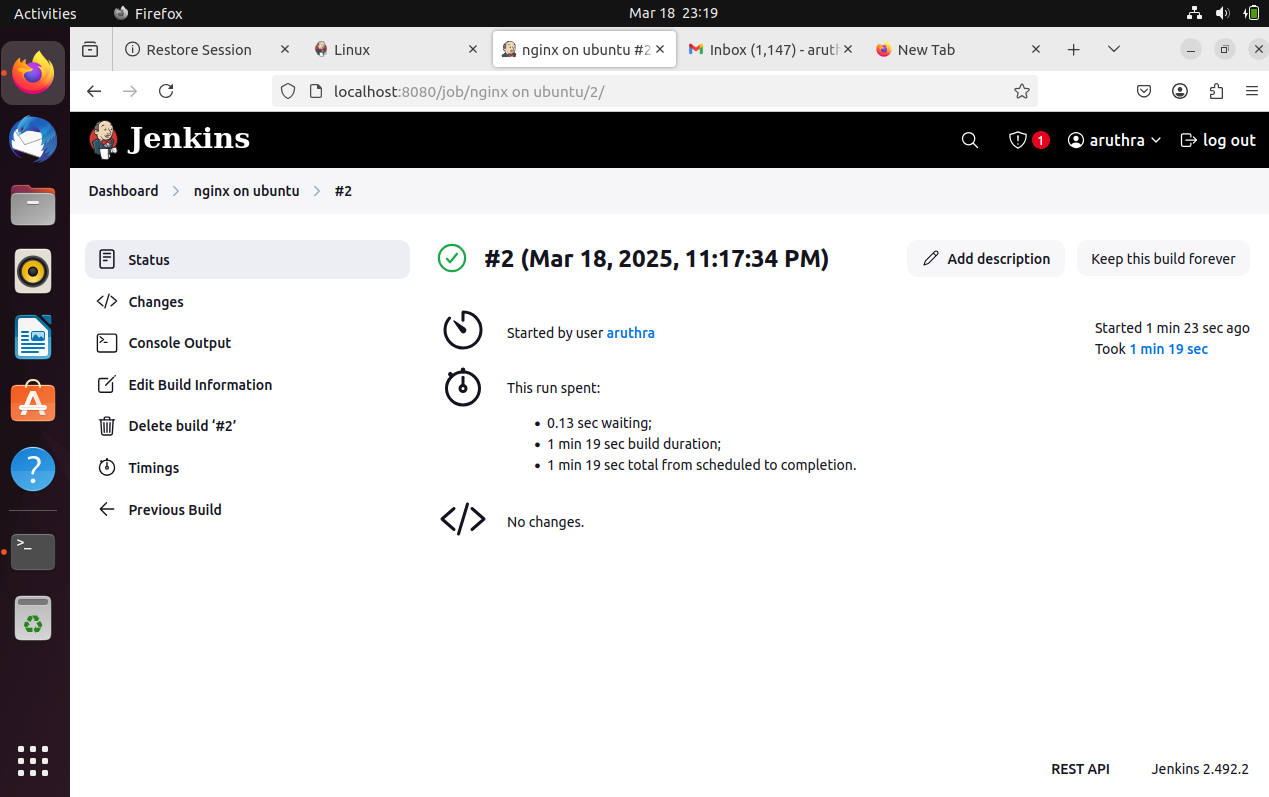 Activities Firefox Mar 18 23:19
Restore Session Linux nginx on ubuntu #2 Inbox (1,147) - aruth New Tab
localhost:8080/job/nginx on ubuntu/2/
Jenkins 1 aruthra log out
Dashboard nginx on ubuntu #2
Status
Changes
Console Output
Edit Build Information
Delete build ‘#2’
Timings
Previous Build
#2 (Mar 18, 2025, 11:17:34 PM)
Add description Keep this build forever
Started by user aruthra
Started 1 min 23 sec ago
Took 1 min 19 sec
This run spent:
• 0.13 sec waiting;
• 1 min 19 sec build duration;
• 1 min 19 sec total from scheduled to completion.
No changes.
REST API Jenkins 2.492.2